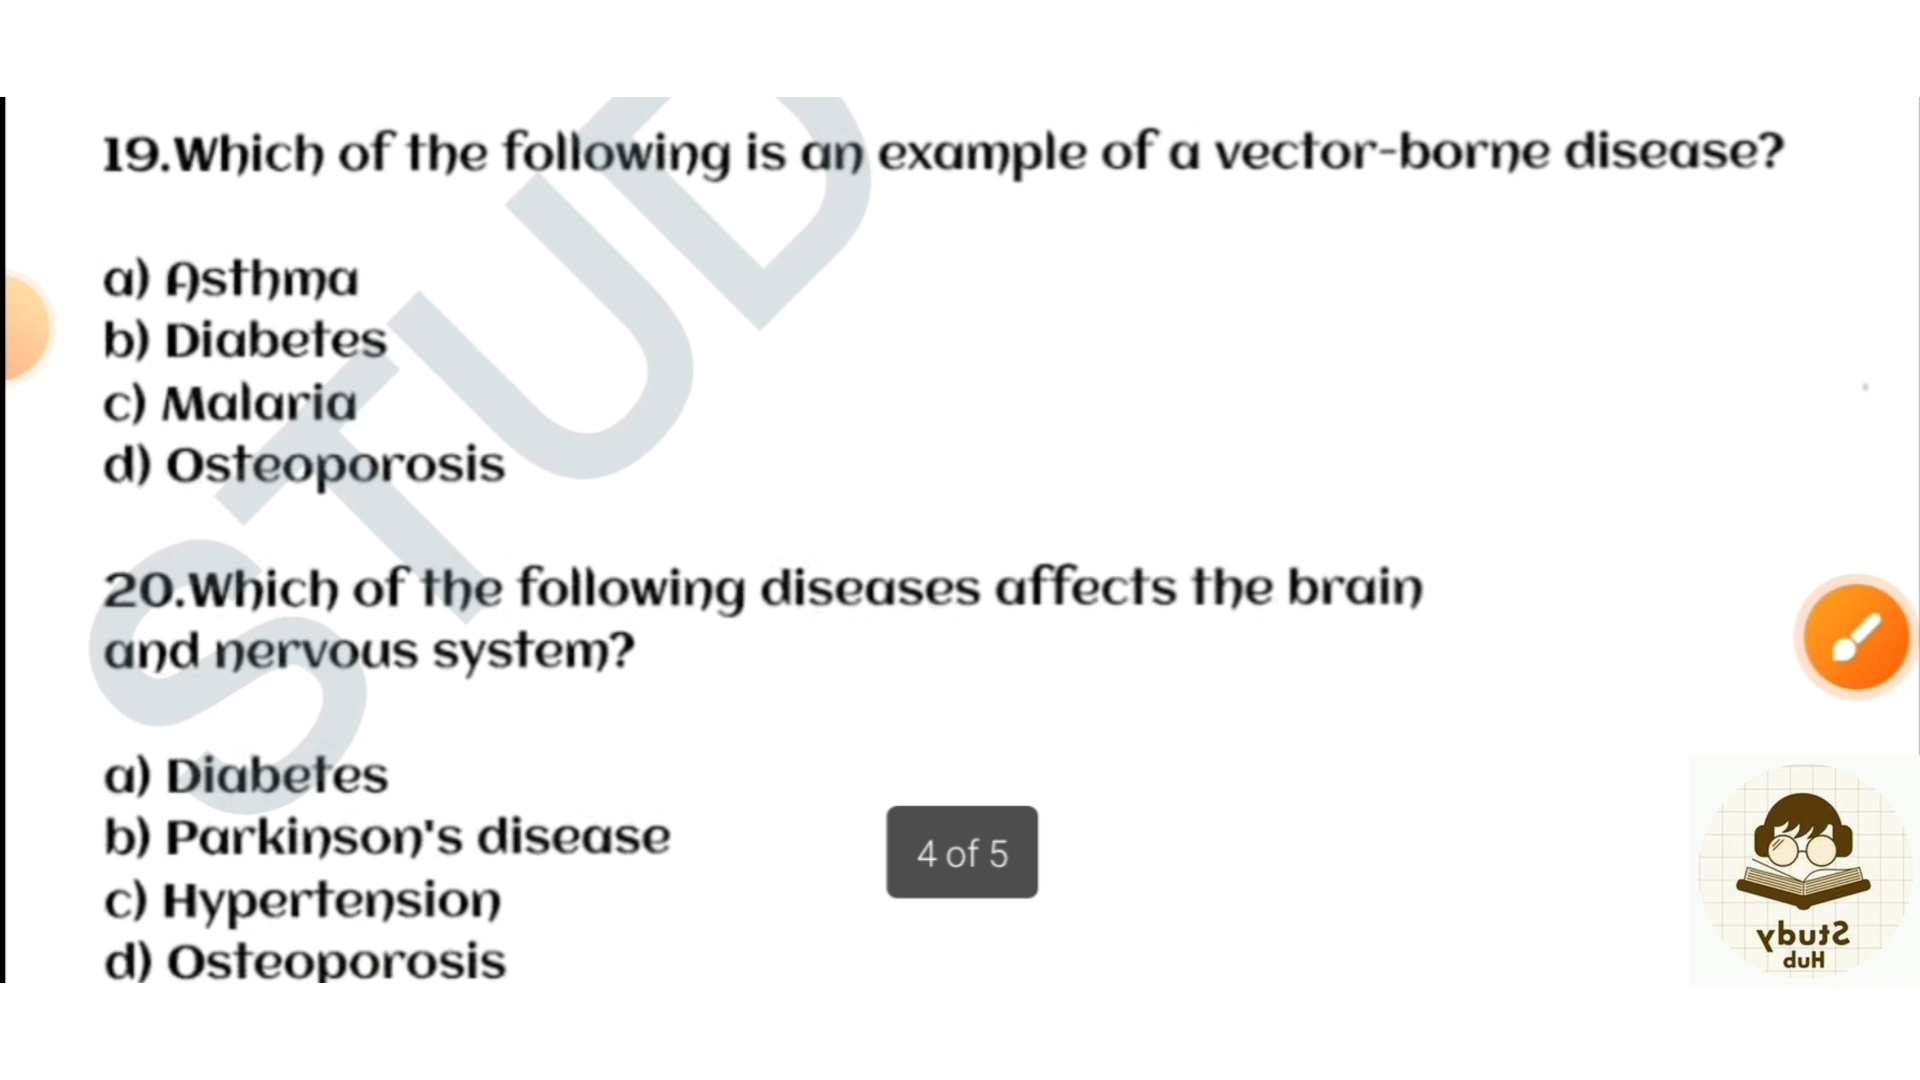 19.Which of the following is an example of a vector-borne disease?
a) Asthma
b) Diabetes
c) Malaria
d) Osteoporosis
20.Which of the following diseases affects the brain
and nervous system?
a) Diabetes
b) Parkinson's disease
c) Hypertension
d) Osteoporosis
4 of 5
STUD
Study
Hub